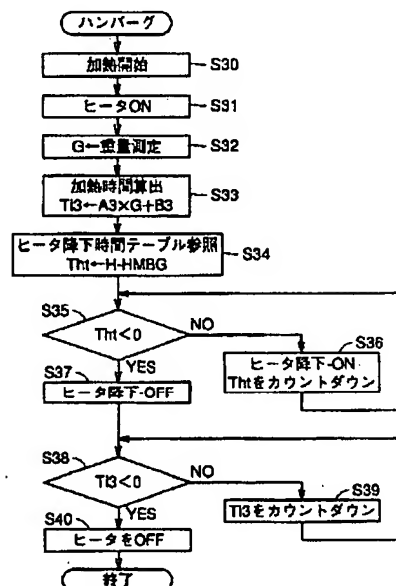 ハンバーグ
加熱開始
S30
ヒータON
S31
G←重量測定
S32
加熱時間算出
Tl3←A3×G+B3
S33
ヒータ降下時間テーブル参照
Tht←H-HMBG
S34
S35
Tht<0
NO
YES
S36
ヒータ降下-ON
Thtをカウントダウン
S37
ヒータ降下-OFF
S38
Tl3<0
NO
YES
S39
Tl3をカウントダウン
S40
ヒータをOFF
終了